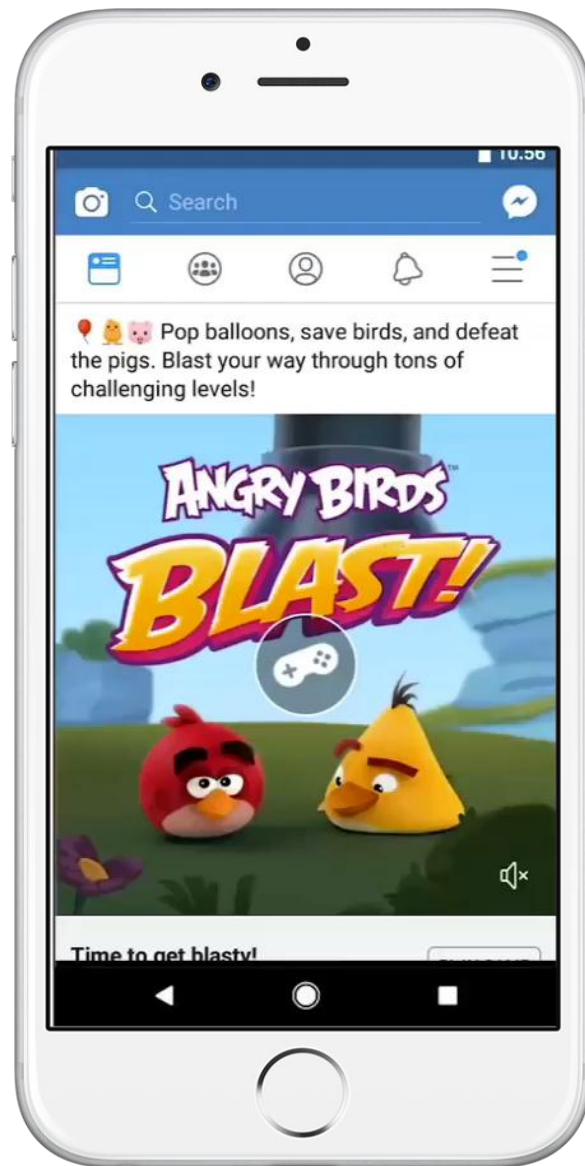 10:56
Search
Pop balloons, save birds, and defeat
the pigs. Blast your way through tons of
challenging levels!
ANGRY BIRDS™
BLAST!
Time to get blasty!